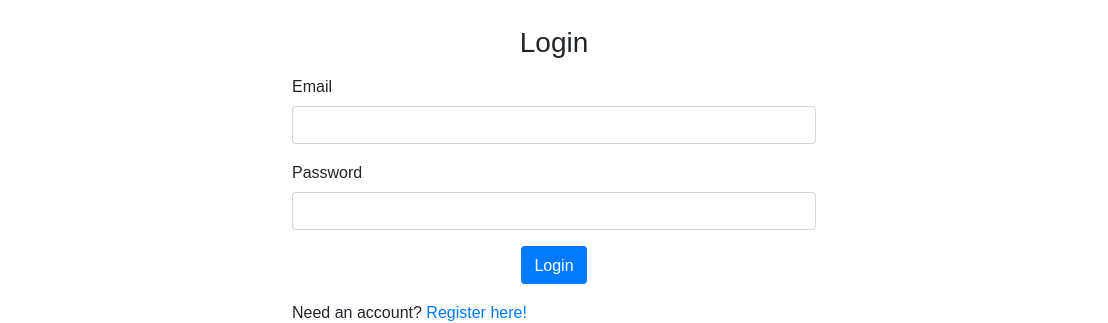 Login
Email
Password
Login
Need an account? Register here!